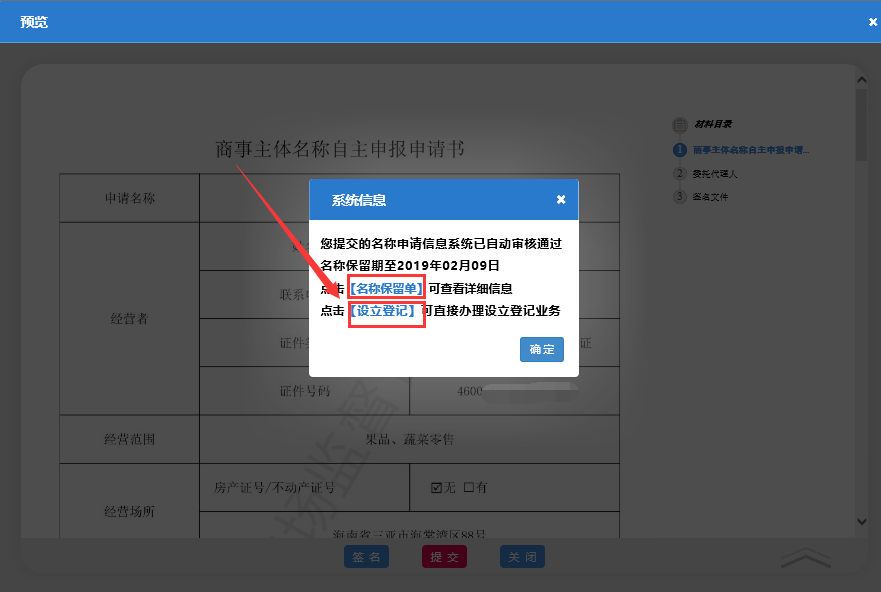 预览
商事主体名称自主申报申请书
材料目录
1 商事主体名称自主申报申请...
2 委托代理人
3 签名文件
申请名称
系统信息
您提交的名称申请信息系统已自动审核通过
名称保留期至2019年02月09日
点击【名称保留单】可查看详细信息
点击【设立登记】可直接办理设立登记业务
确定
经营者
联系
证件
证
证件号码
4600
经营范围
果品、蔬菜零售
经营场所
房产证号/不动产证号
☑无 ☐有
海南省三亚市海棠湾区88号
签名
提交
关闭
场监督